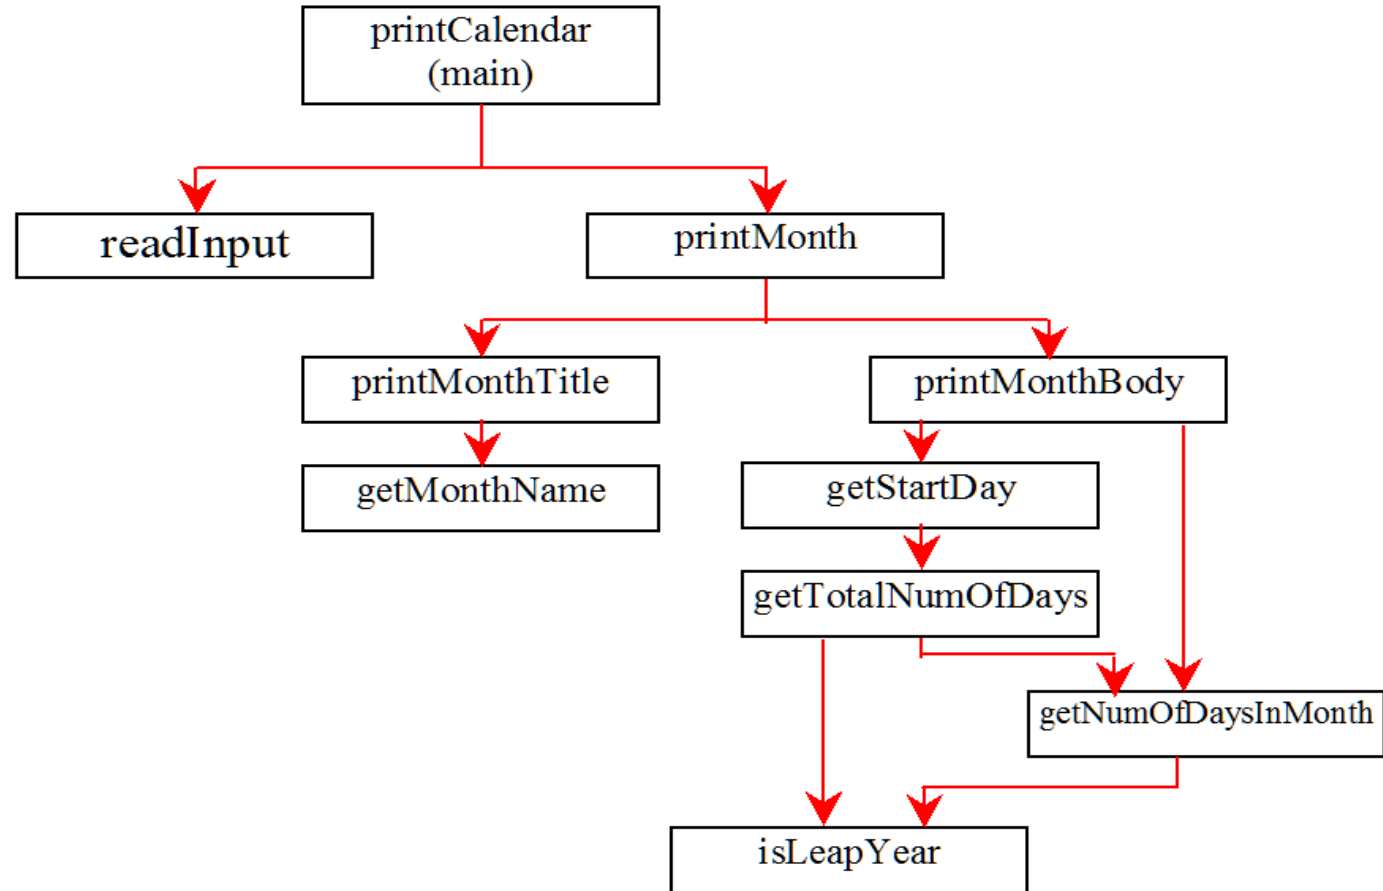 printCalendar
(main)
readInput
printMonth
printMonthTitle
printMonthBody
getMonthName
getStartDay
getTotalNumOfDays
getNumOfDaysInMonth
isLeapYear